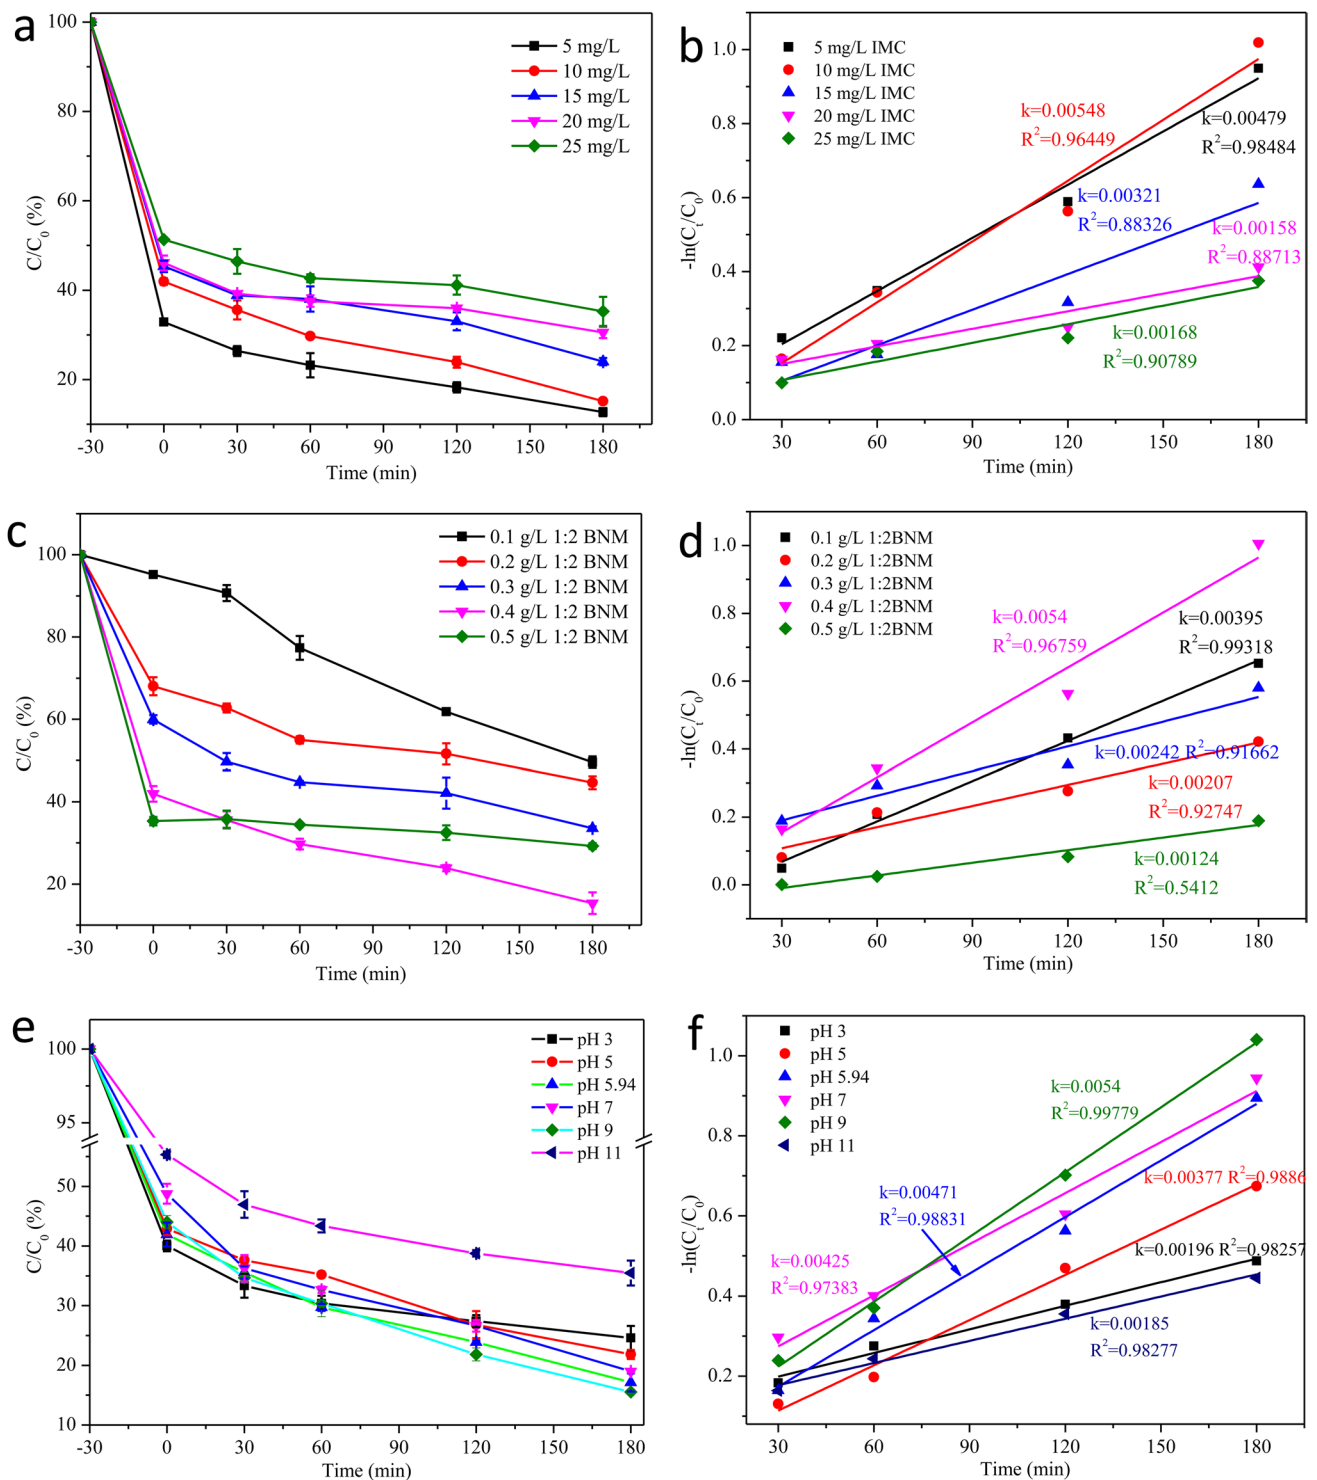 a
100
80
60
40
20
C/C0 (%)
-30 0 30 60 90 120 150 180
Time (min)
5 mg/L
10 mg/L
15 mg/L
20 mg/L
25 mg/L
b
1.0
0.8
0.6
0.4
0.2
0.0
-ln(Ct/C0)
30 60 90 120 150 180
Time (min)
5 mg/L IMC
10 mg/L IMC
15 mg/L IMC
20 mg/L IMC
25 mg/L IMC
k=0.00548
R²=0.96449
k=0.00479
R²=0.98484
k=0.00321
R²=0.88326
k=0.00158
R²=0.88713
k=0.00168
R²=0.90789
c
100
80
60
40
20
C/C0 (%)
-30 0 30 60 90 120 150 180
Time (min)
0.1 g/L 1:2 BNM
0.2 g/L 1:2 BNM
0.3 g/L 1:2 BNM
0.4 g/L 1:2 BNM
0.5 g/L 1:2 BNM
d
1.0
0.8
0.6
0.4
0.2
0.0
-ln(Ct/C0)
30 60 90 120 150 180
Time (min)
0.1 g/L 1:2BNM
0.2 g/L 1:2BNM
0.3 g/L 1:2BNM
0.4 g/L 1:2BNM
0.5 g/L 1:2BNM
k=0.0054
R²=0.96759
k=0.00395
R²=0.99318
k=0.00242 R²=0.91662
k=0.00207
R²=0.92747
k=0.00124
R²=0.5412
e
100
95
50
40
30
20
10
C/C0 (%)
-30 0 30 60 90 120 150 180
Time (min)
pH 3
pH 5
pH 5.94
pH 7
pH 9
pH 11
f
1.0
0.8
0.6
0.4
0.2
-ln(Ct/C0)
30 60 90 120 150 180
Time (min)
pH 3
pH 5
pH 5.94
pH 7
pH 9
pH 11
k=0.0054
R²=0.99779
k=0.00377 R²=0.9886
k=0.00471
R²=0.98831
k=0.00196 R²=0.98257
k=0.00425
R²=0.97383
k=0.00185
R²=0.98277